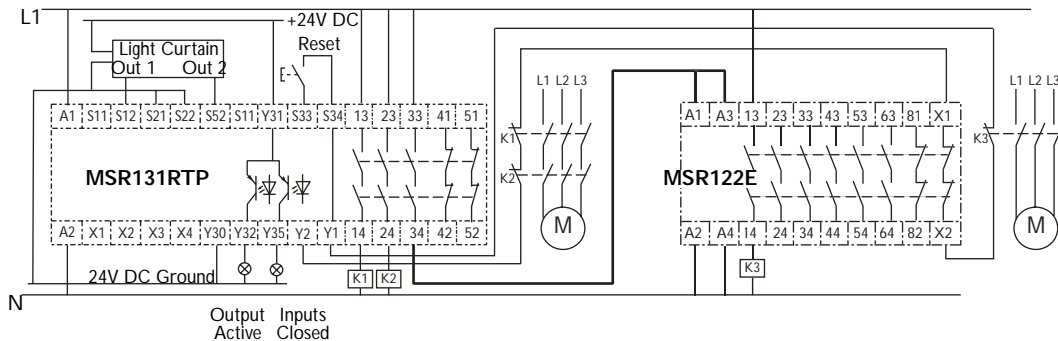 L1
+24V DC
Light Curtain
Out 1 Out 2
Reset
A1 S11 S12 S21 S22 S52 S11 Y31 S33 S34 13 23 33 41 51
MSR131RTP
A2 X1 X2 X3 X4 Y30 Y32 Y35 Y2 Y1 14 24 34 42 52
24V DC Ground
K1 K2
N
Output Active
Inputs Closed
L1 L2 L3
K1
K2
M
A1 A3 13 23 33 43 53 63 81 X1
MSR122E
A2 A4 14 24 34 44 54 64 82 X2
K3
L1 L2 L3
K3
M